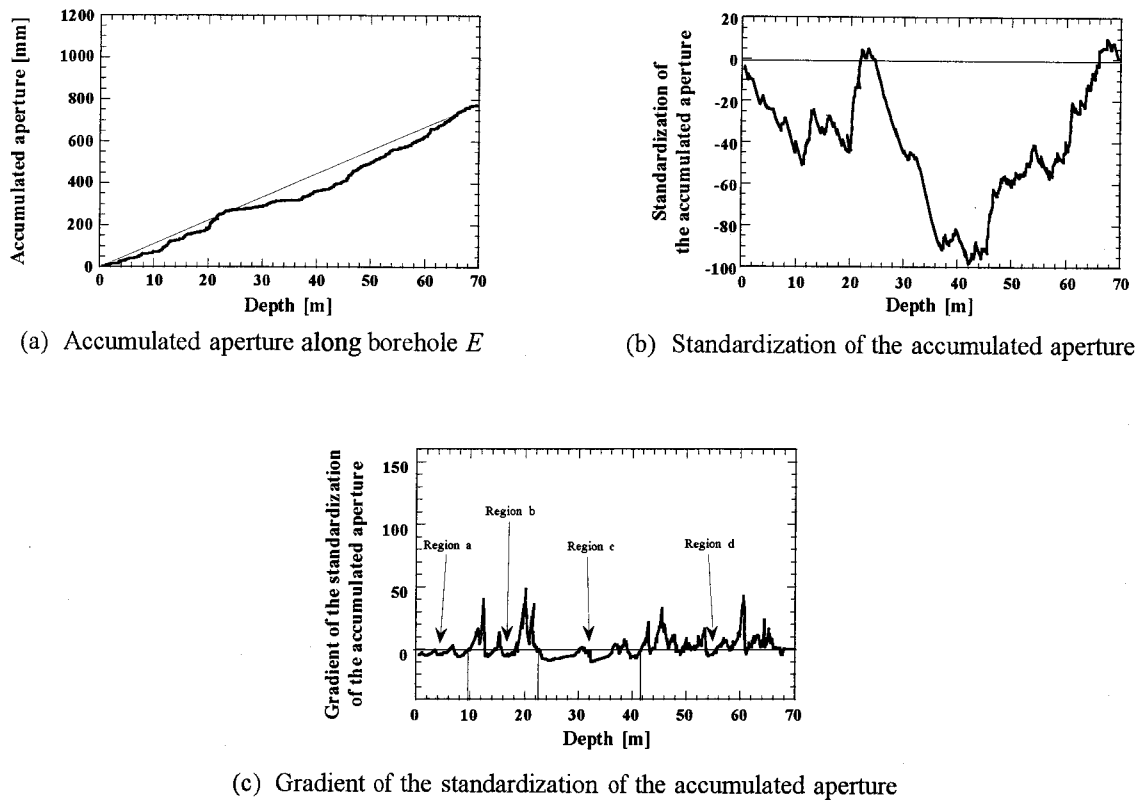 Accumulated aperture [mm]
1200
1000
800
600
400
200
0
0 10 20 30 40 50 60 70
Depth [m]
(a) Accumulated aperture along borehole E
Standardization of
the accumulated aperture
20
0
-20
-40
-60
-80
-100
0 10 20 30 40 50 60 70
Depth [m]
(b) Standardization of the accumulated aperture
Gradient of the standardization
of the accumulated aperture
150
100
50
0
Region a
Region b
Region c
Region d
0 10 20 30 40 50 60 70
Depth [m]
(c) Gradient of the standardization of the accumulated aperture